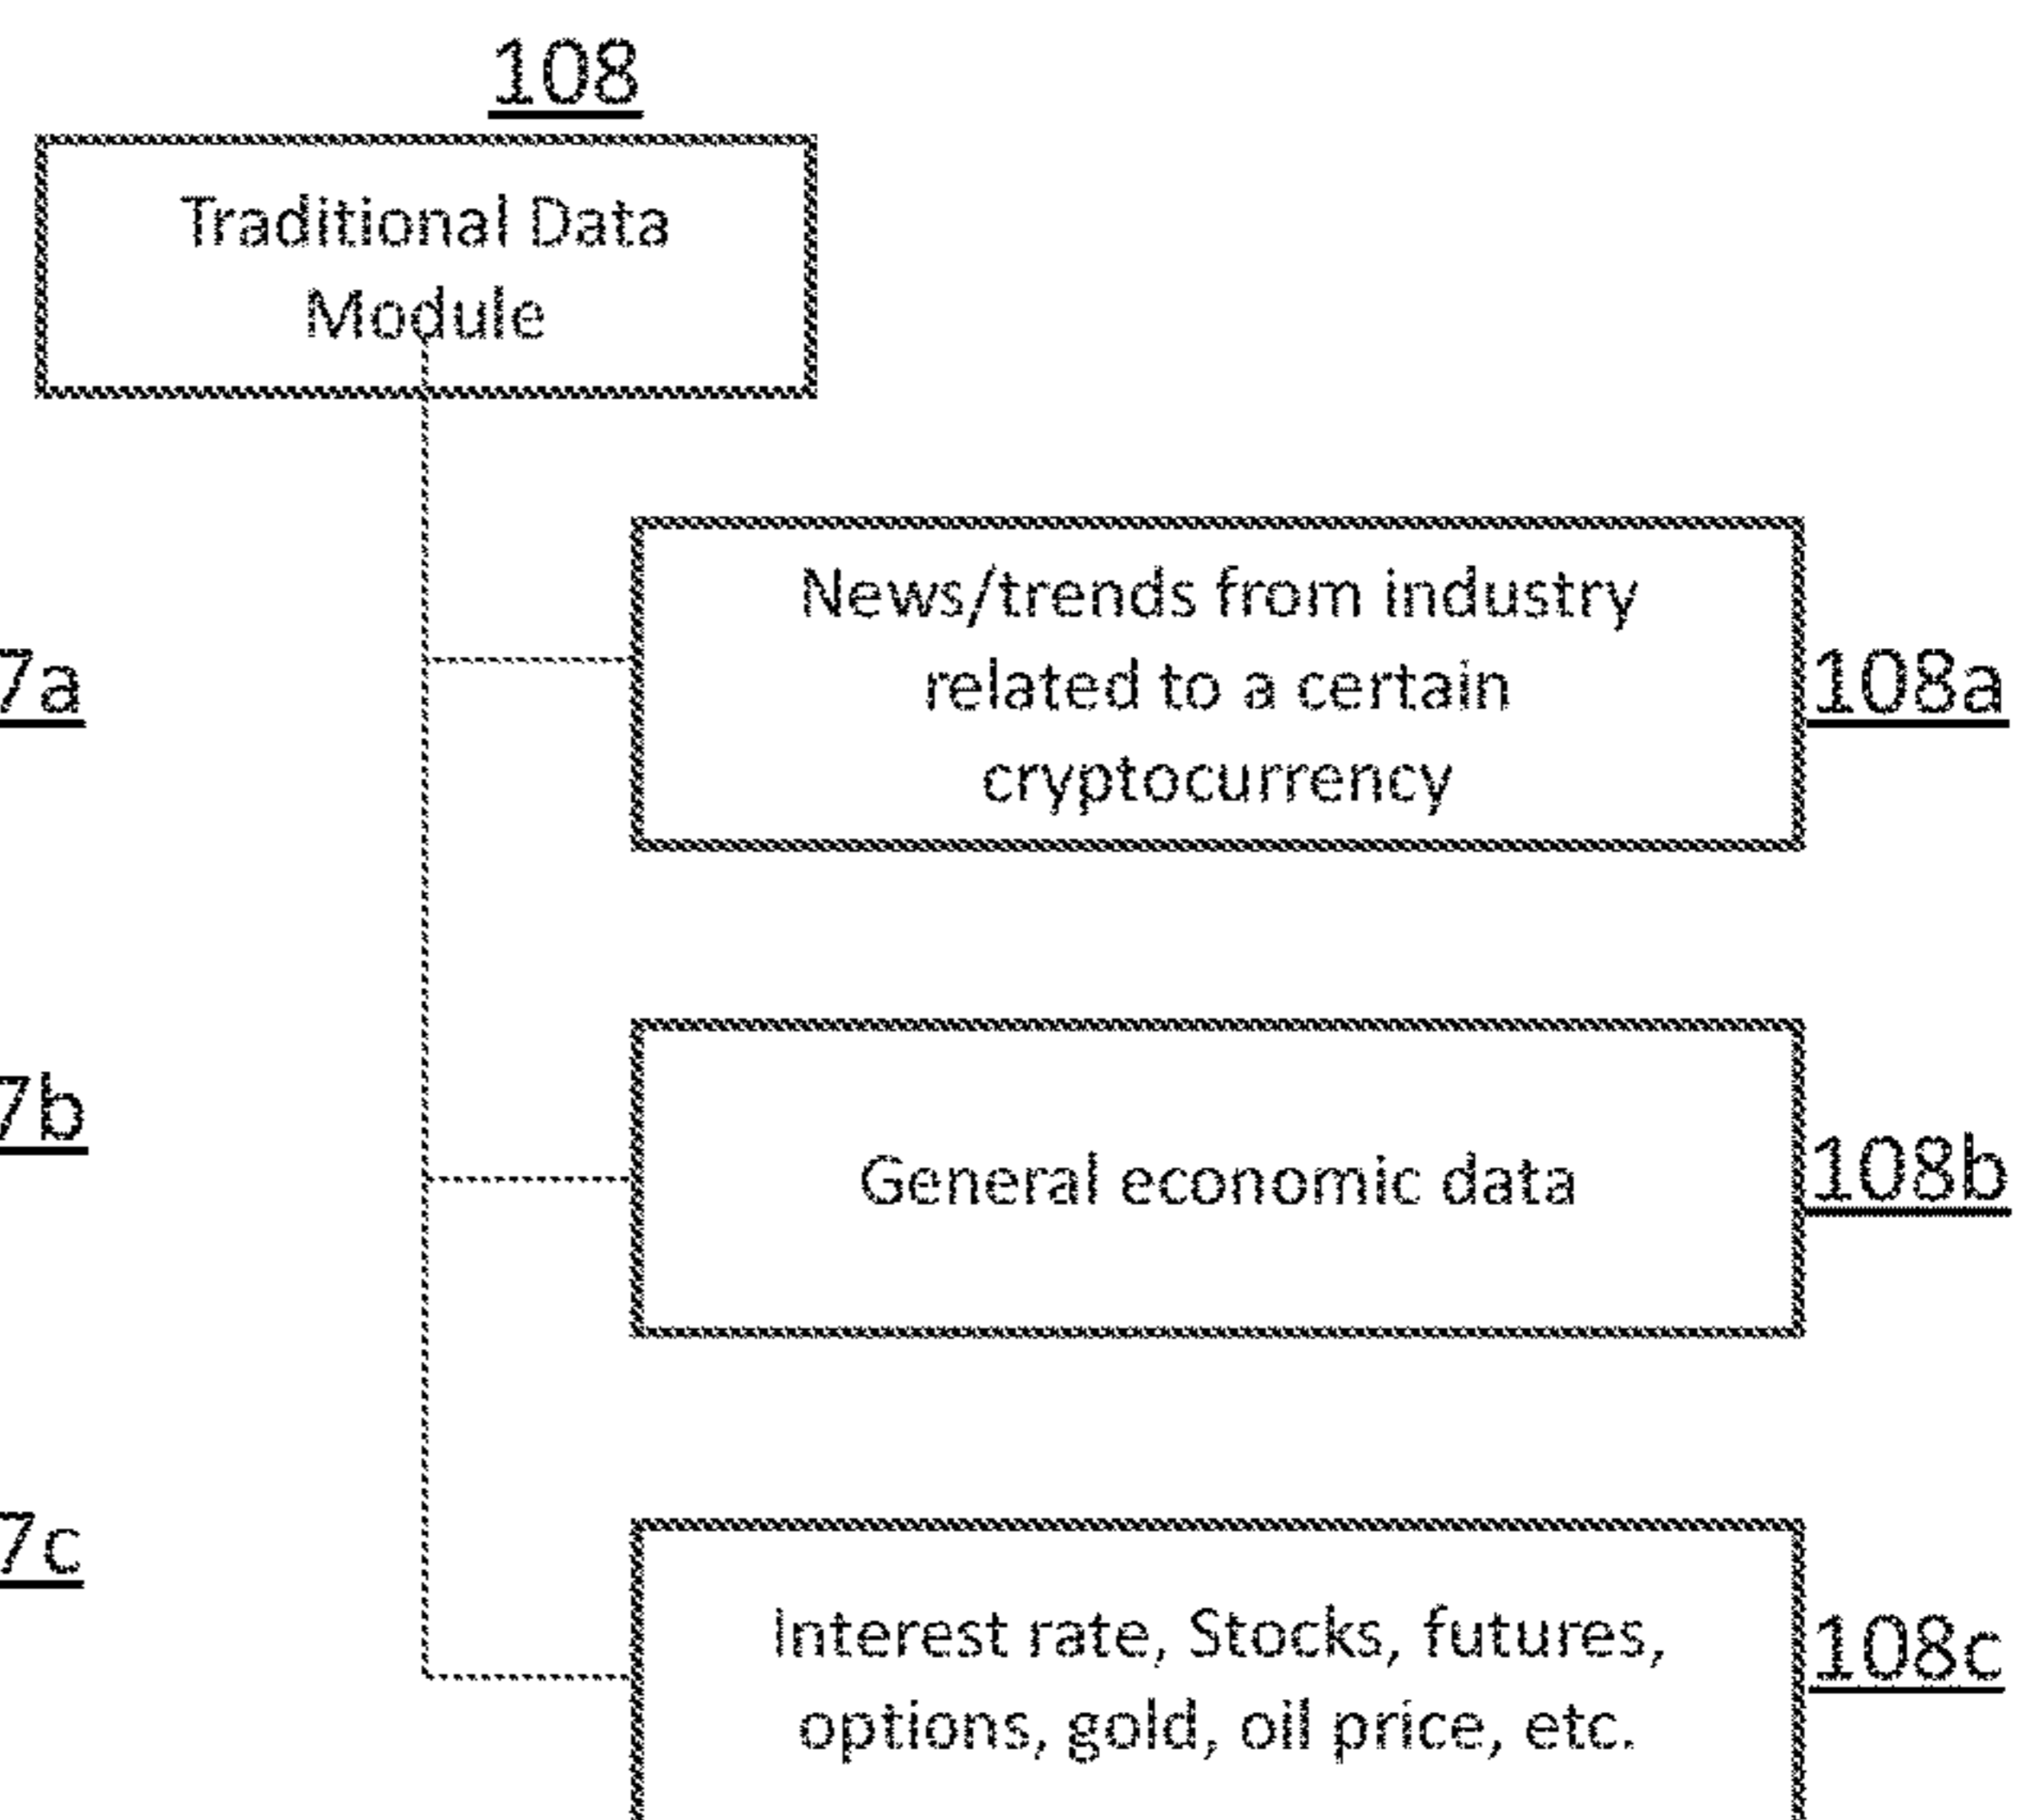 108
Traditional Data
Module
News/trends from industry
related to a certain
cryptocurrency
108a
7a
General economic data
108b
7b
Interest rate, Stocks, futures,
options, gold, oil price, etc.
108c
7c